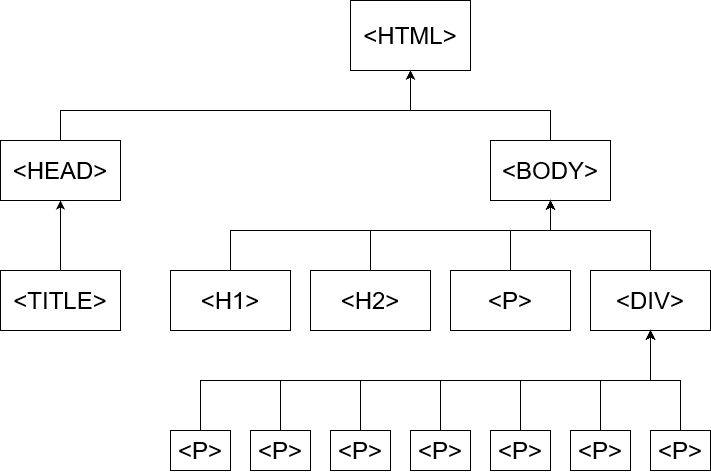 <HTML>
<HEAD> <BODY>
<TITLE> <H1> <H2> <P> <DIV>
<P> <P> <P> <P> <P> <P> <P>